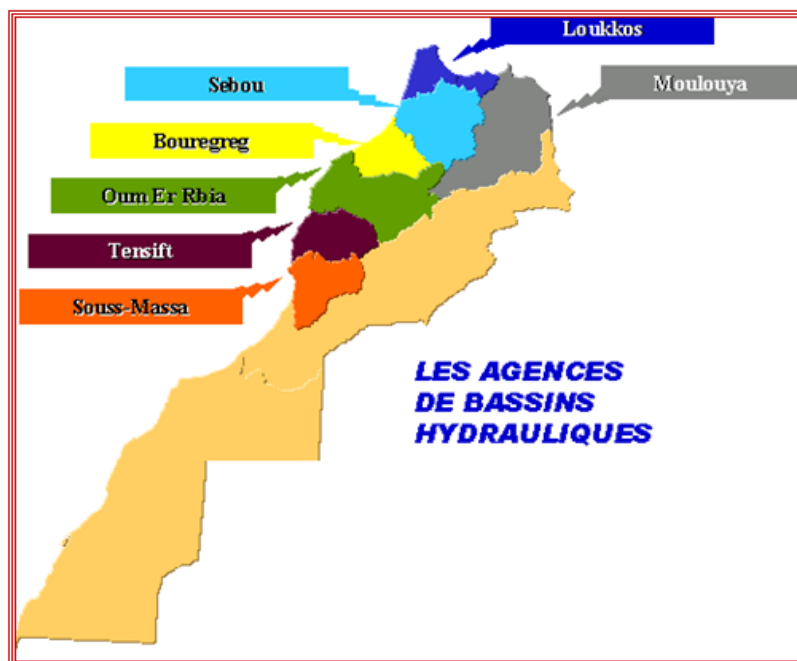 Loukkos
Sebou
Moulouya
Bouregreg
Oum Er Rbia
Tensift
Souss-Massa
LES AGENCES
DE BASSINS
HYDRAULIQUES